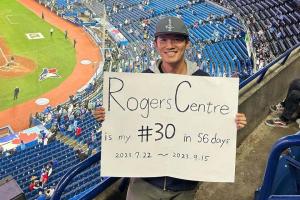 Rogers Centre
is my #30 in 56 days
2023.7.22 ~ 2023.9.15